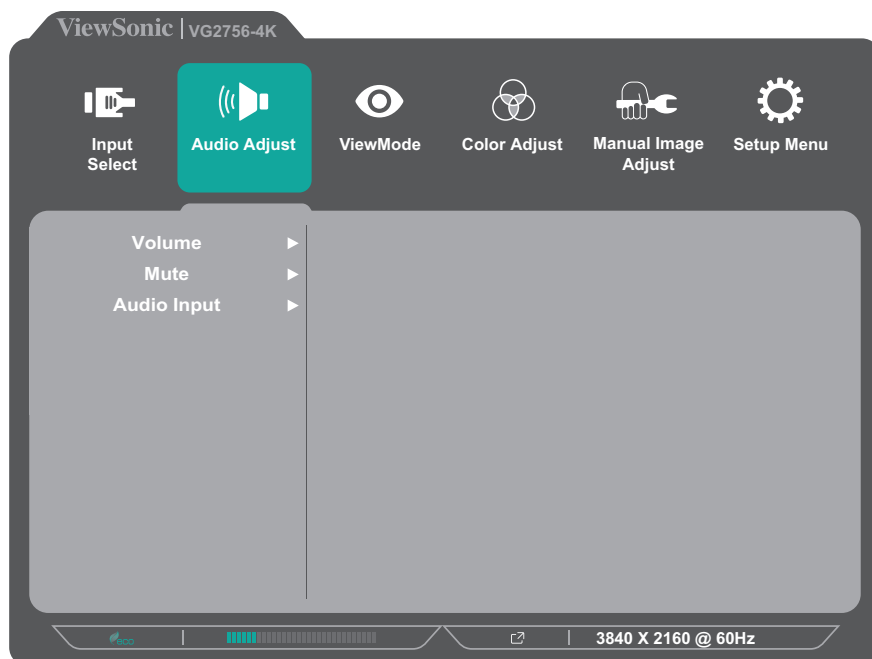 ViewSonic | VG2756-4K
Input Select
Audio Adjust
ViewMode
Color Adjust
Manual Image Adjust
Setup Menu
Volume
Mute
Audio Input
eco
3840 X 2160 @ 60Hz